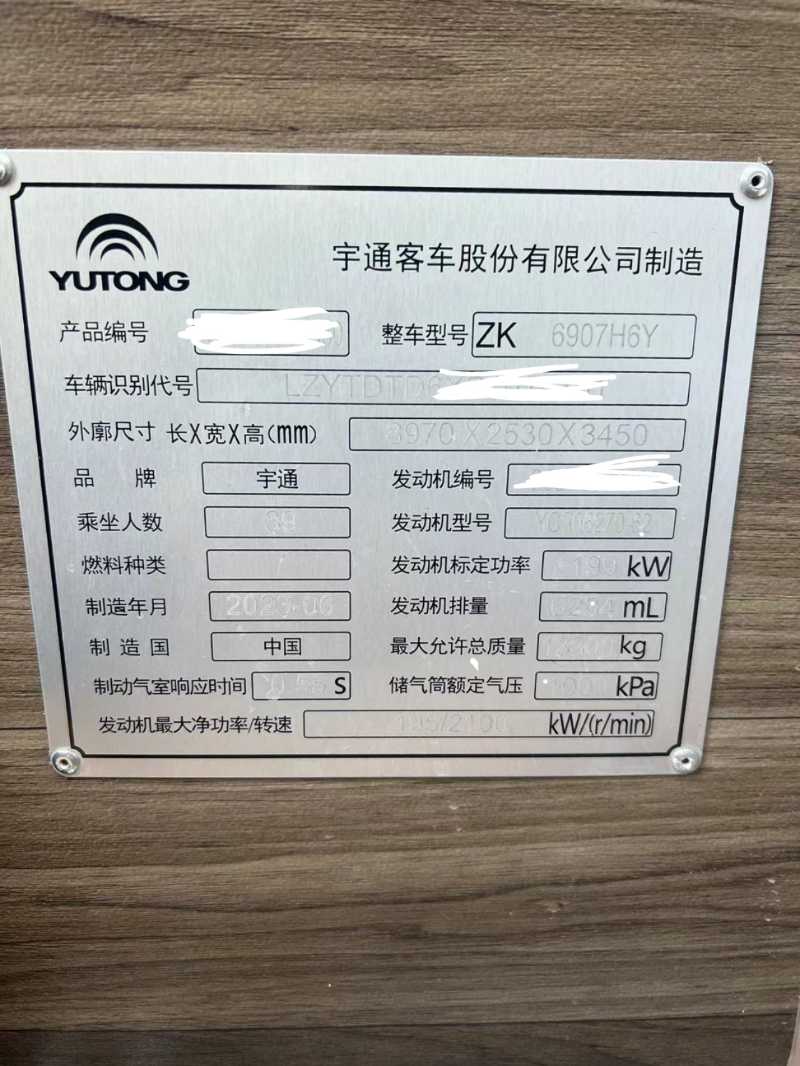 YUTONG
宇通客车股份有限公司制造
产品编号 整车型号 ZK 6907H6Y
车辆识别代号 LZYTDTD6
外廓尺寸 长X宽X高(mm) 8970X2530X3450
品 牌 宇通 发动机编号
乘坐人数 发动机型号
燃料种类 发动机标定功率 199 kW
制造年月 发动机排量 mL
制造国 中国 最大允许总质量 kg
制动气室响应时间 S 储气筒额定气压 kPa
发动机最大净功率/转速 195/2100 kW/(r/min)